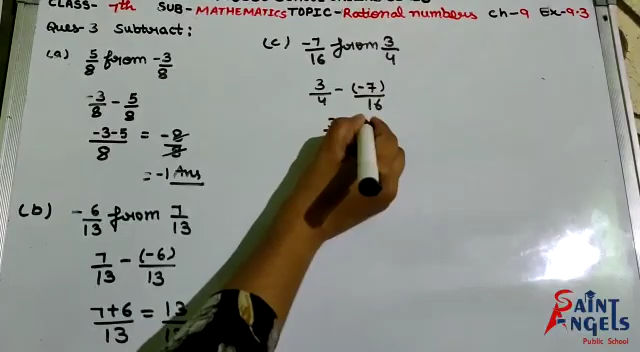 CLASS- 7th SUB-MATHEMATICS TOPIC-Rational numbers Ch-9 Ex-9.3
Ques-3 Subtract:
(a) 5/8 from -3/8
-3/8 - 5/8
-3-5/8 = -8/8
= -1 Ans
(b) -6/13 from 7/13
7/13 - (-6)/13
7+6/13 = 13
(c) -7/16 from 3/4
3/4 - (-7)/16
SAINT ANGELS
Public School